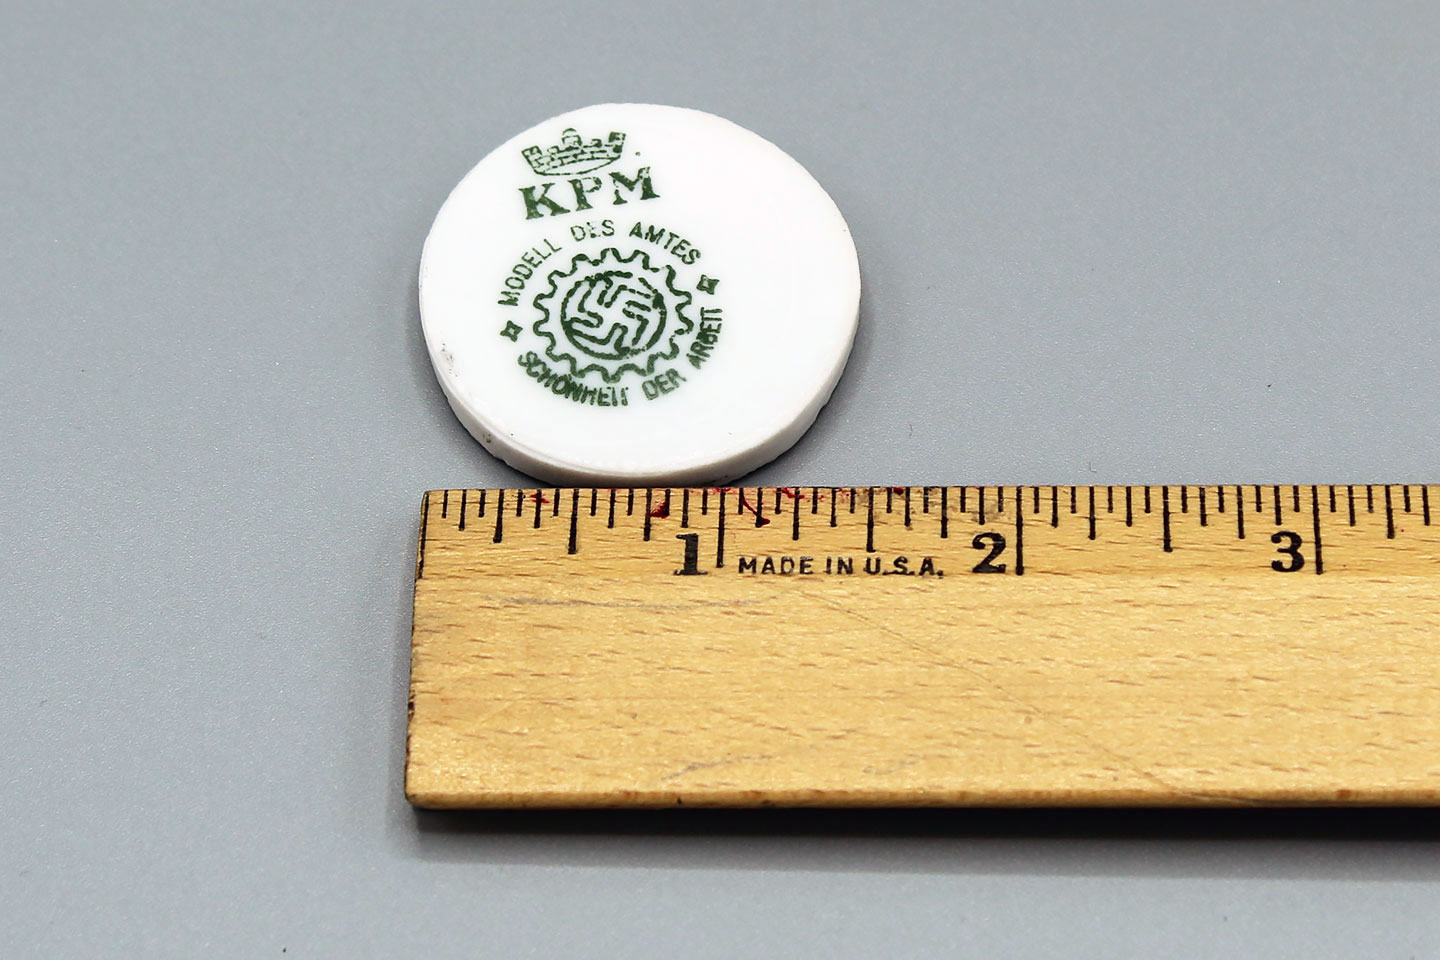 KPM
MODELL DES AMTES
SCHÖNHEIT DER ARBEIT
1 2 3
MADE IN U.S.A.